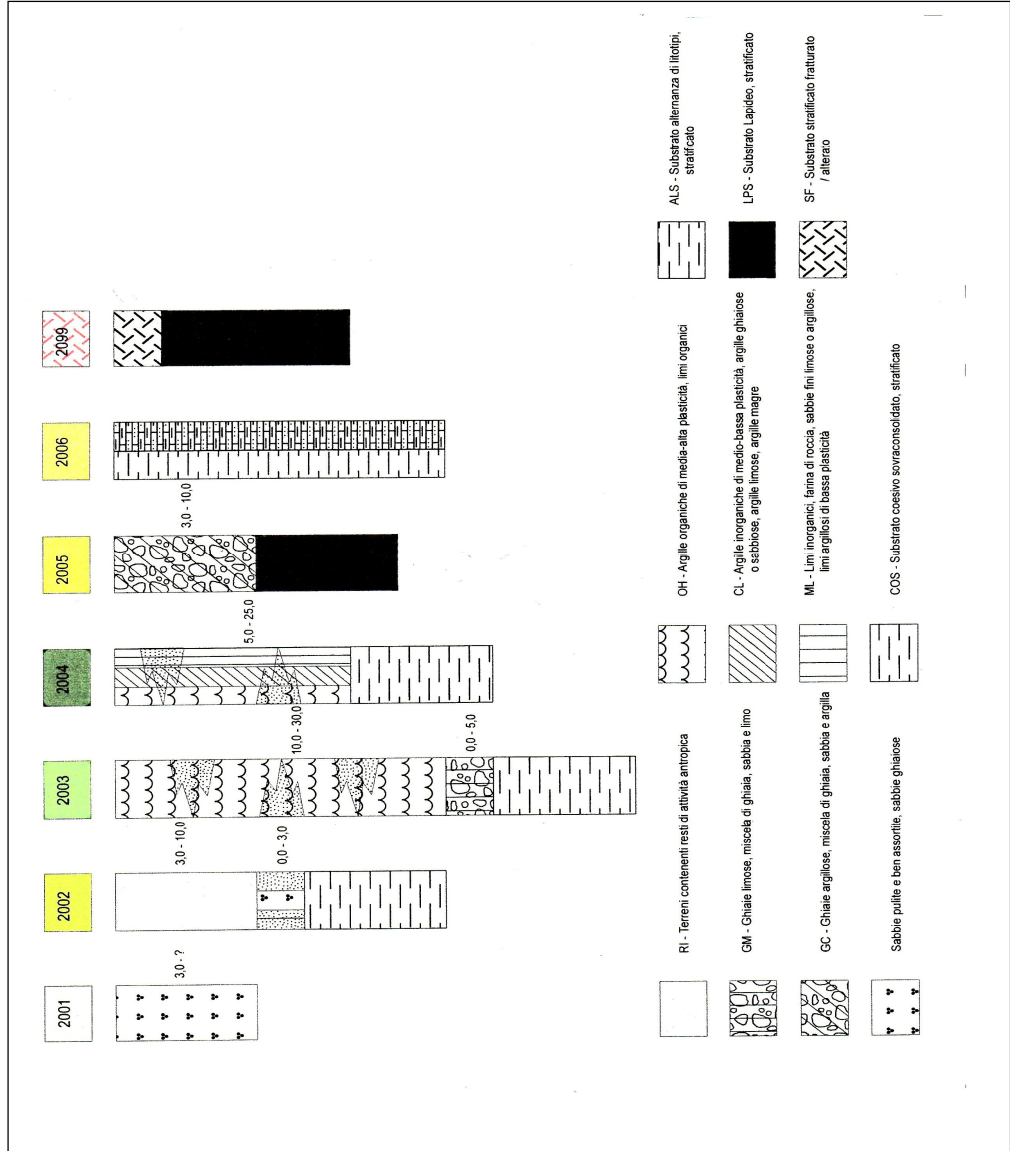 2001
2002
2003
2004
2005
2006
2099
3,0 - ?
3,0 - 10,0
0,0 - 3,0
10,0 - 30,0
0,0 - 5,0
5,0 - 25,0
3,0 - 10,0
RI - Terreni contenenti resti di attività antropica
GM - Ghiaie limose, miscela di ghiaia, sabbia e limo
GC - Ghiaie argillose, miscela di ghiaia, sabbia e argilla
Sabbie pulite e ben assortite, sabbie ghiaiose
OH - Argille organiche di media-alta plasticità, limi organici
CL - Argille inorganiche di medio-bassa plasticità, argille ghiaiose
o sabbiose, argille limose, argille magre
ML - Limi inorganici, farina di roccia, sabbie fini limose o argillose,
limi argillosi di bassa plasticità
COS - Substrato coesivo sovraconsolidato, stratificato
ALS - Substrato alternanza di litotipi,
stratifcato
LPS - Substrato Lapideo, stratificato
SF - Substrato stratificato fratturato
/ alterato